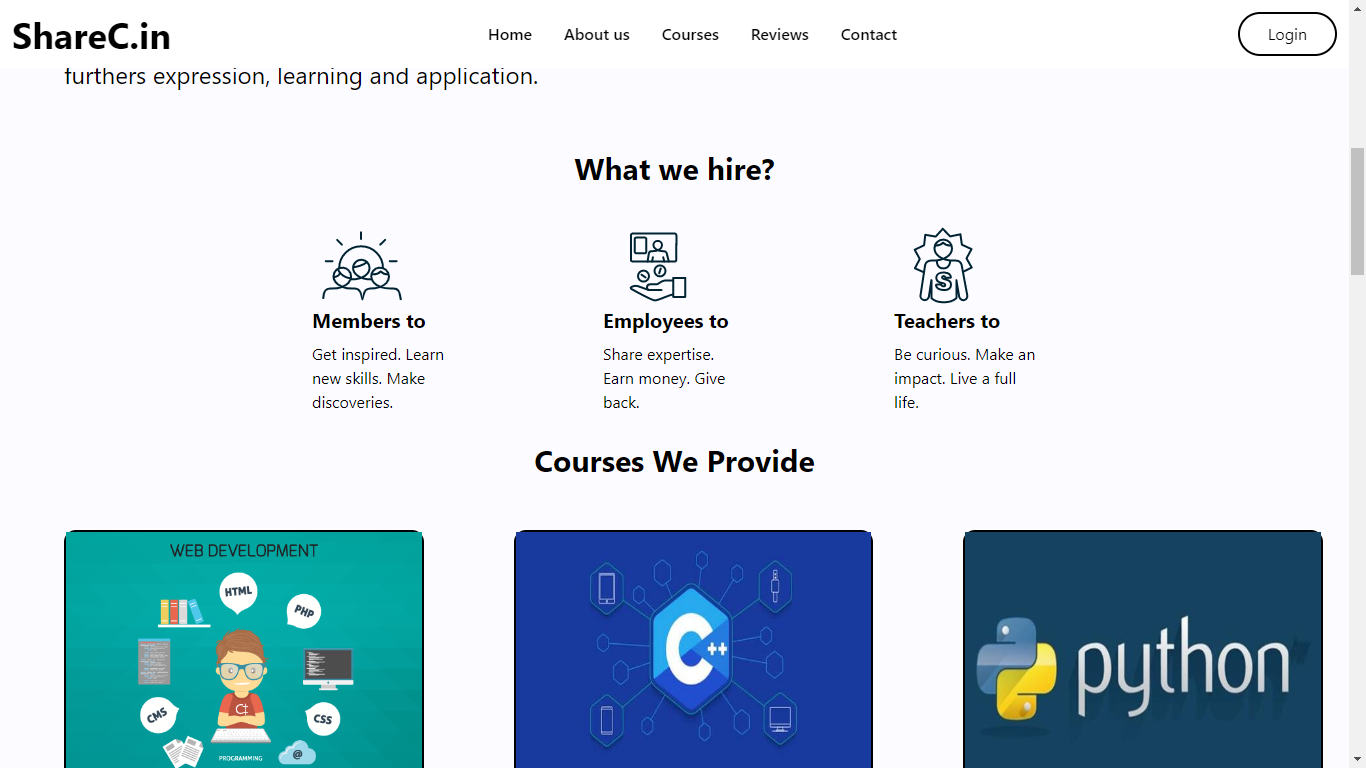 ShareC.in
Home About us Courses Reviews Contact
Login
furthers expression, learning and application.
What we hire?
S
Members to
Employees to
Teachers to
Get inspired. Learn
new skills. Make
discoveries.
Share expertise.
Earn money. Give
back.
Be curious. Make an
impact. Live a full
life.
Courses We Provide
WEB DEVELOPMENT
HTML
PHP
CMS
CSS
C+
@
PROGRAMMING
C++
python